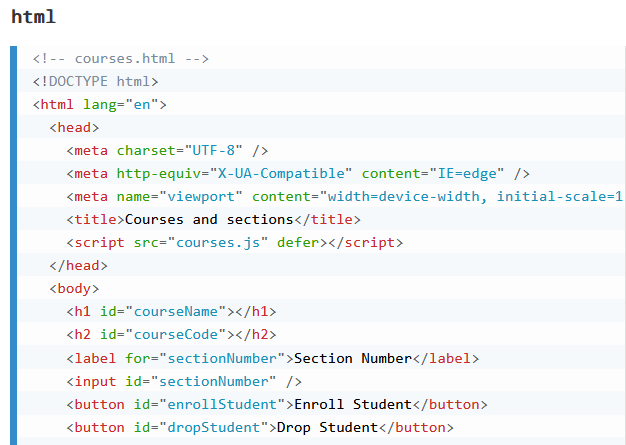 html
<!-- courses.html -->
<!DOCTYPE html>
<html lang="en">
<head>
<meta charset="UTF-8" />
<meta http-equiv="X-UA-Compatible" content="IE=edge" />
<meta name="viewport" content="width=device-width, initial-scale=1
<title>Courses and sections</title>
<script src="courses.js" defer></script>
</head>
<body>
<h1 id="courseName"></h1>
<h2 id="courseCode"></h2>
<label for="sectionNumber">Section Number</label>
<input id="sectionNumber" />
<button id="enrollStudent">Enroll Student</button>
<button id="dropStudent">Drop Student</button>